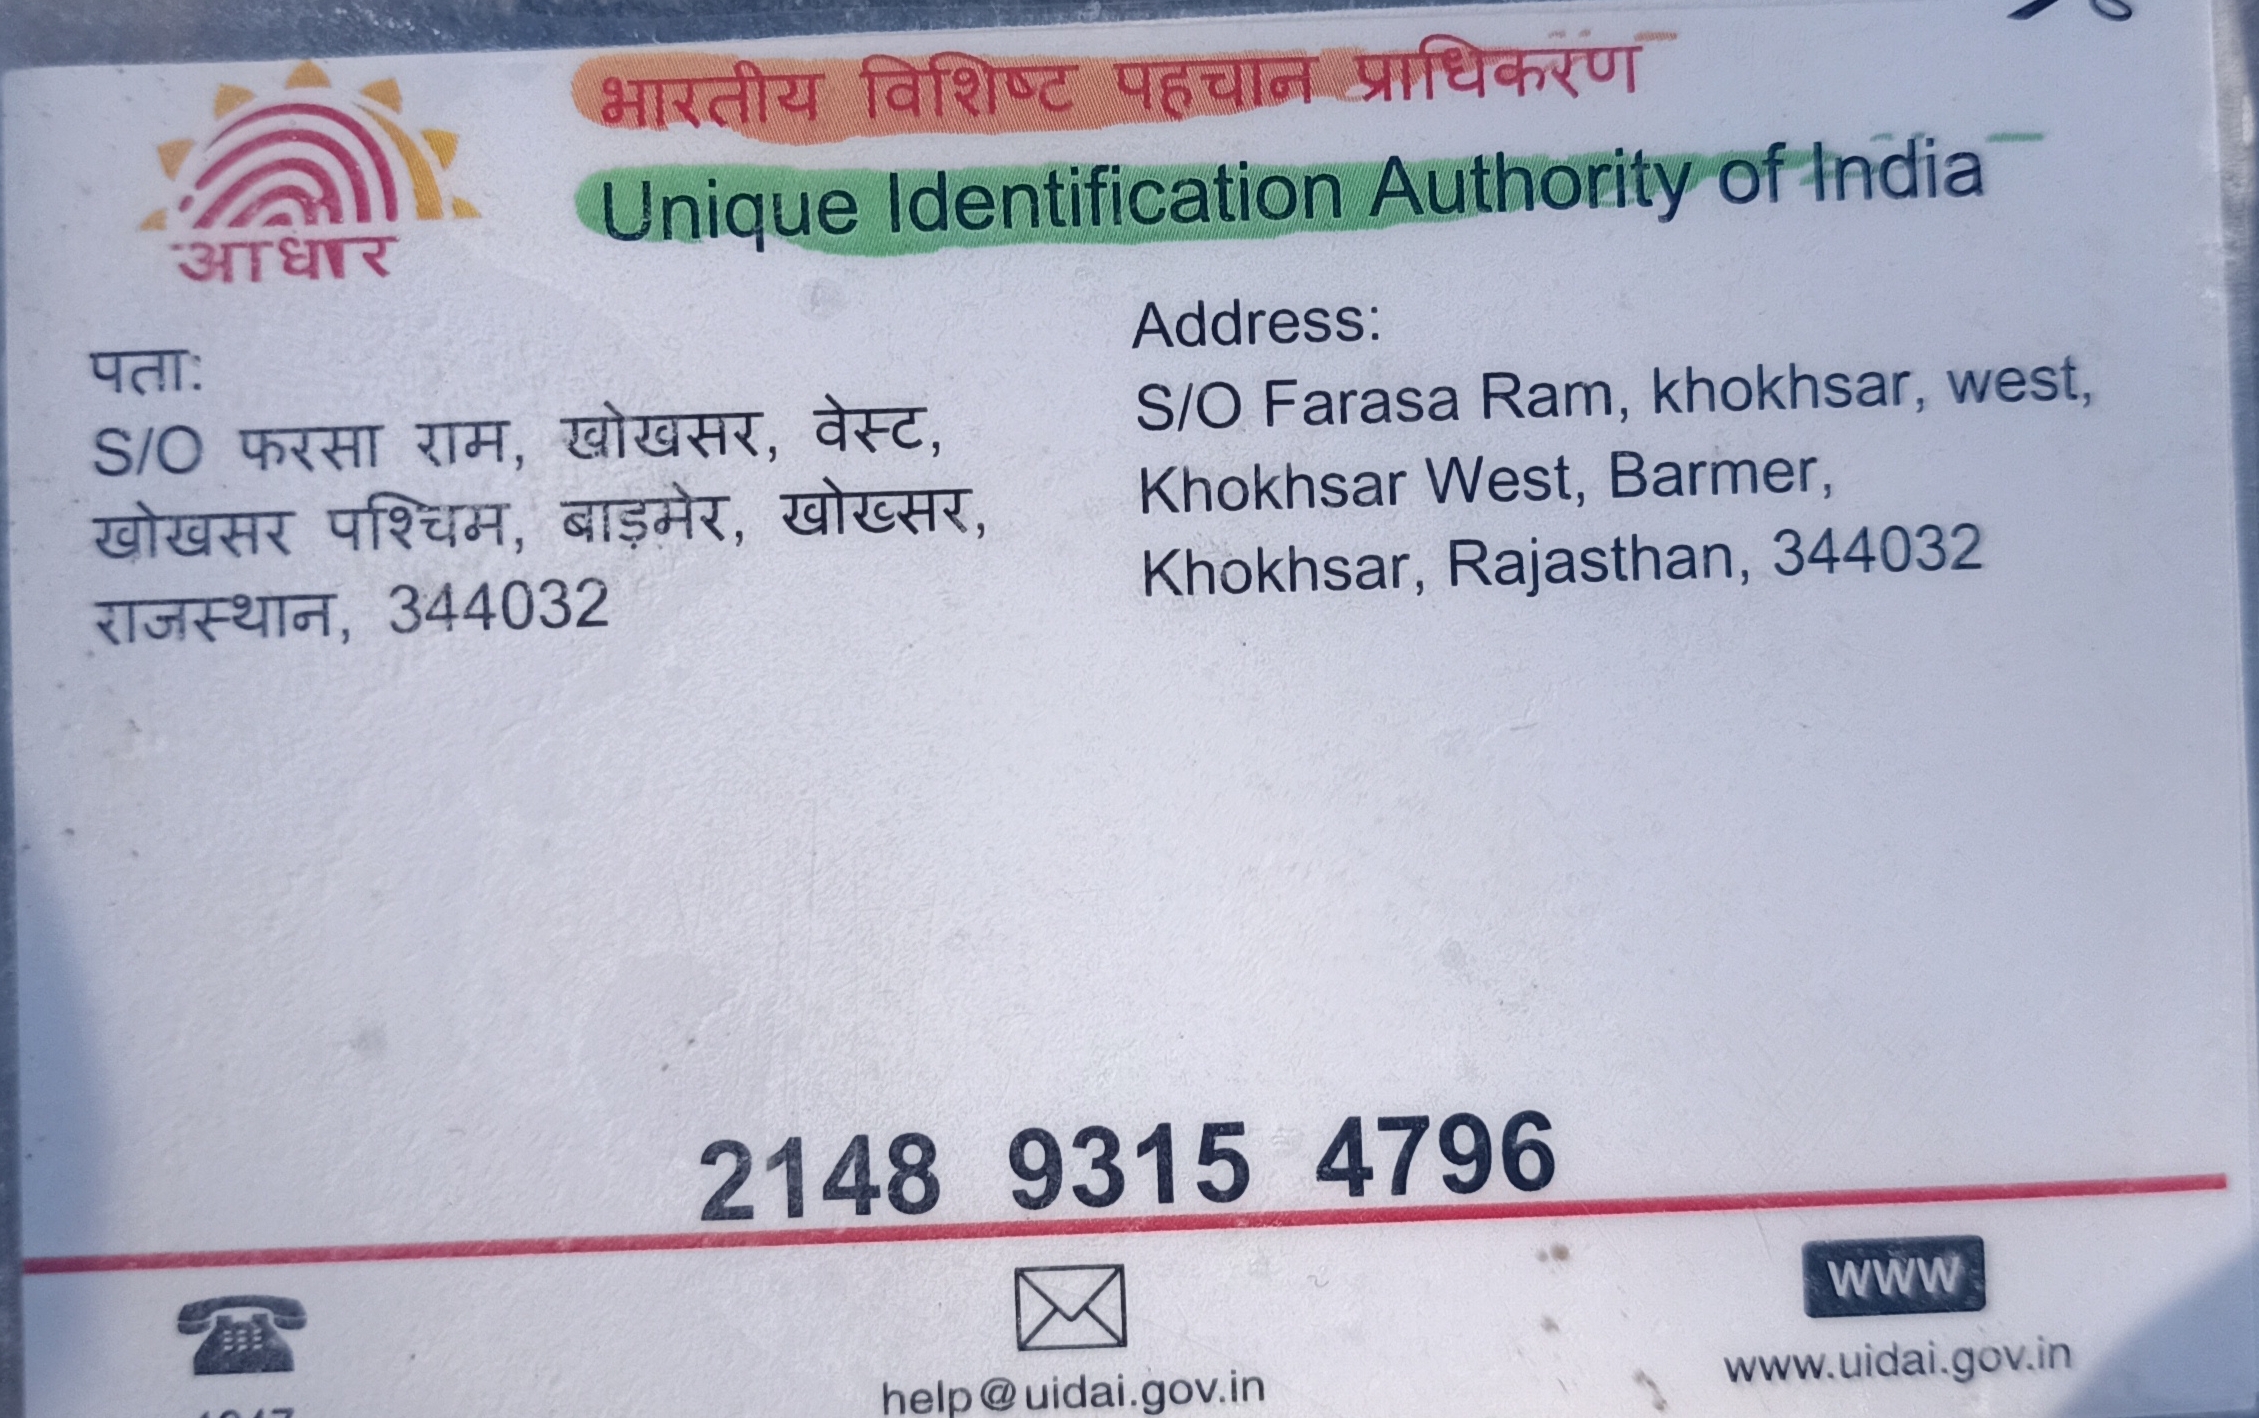 भारतीय विशिष्ट पहचान प्राधिकरण
Unique Identification Authority of India
आधार
पता:
S/O फरसा राम, खोखसर, वेस्ट,
खोखसर पश्चिम, बाड़मेर, खोख्सर,
राजस्थान, 344032
Address:
S/O Farasa Ram, khokhsar, west,
Khokhsar West, Barmer,
Khokhsar, Rajasthan, 344032
2148 9315 4796
WWW
help@uidai.gov.in
www.uidai.gov.in